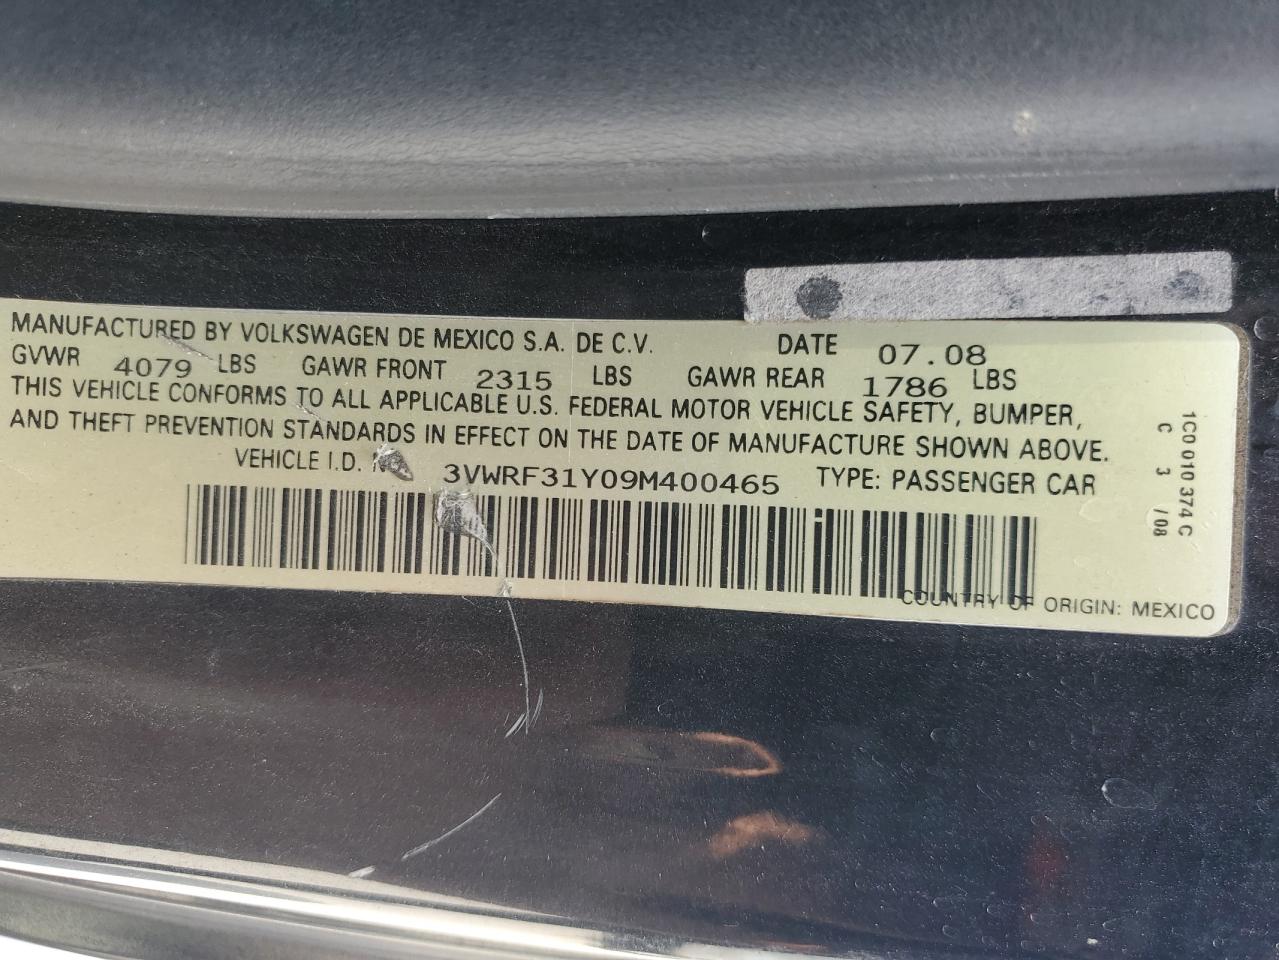 MANUFACTURED BY VOLKSWAGEN DE MEXICO S.A. DE C.V. DATE 07.08
GVWR 4079 LBS GAWR FRONT 2315 LBS GAWR REAR 1786 LBS
THIS VEHICLE CONFORMS TO ALL APPLICABLE U.S. FEDERAL MOTOR VEHICLE SAFETY, BUMPER,
AND THEFT PREVENTION STANDARDS IN EFFECT ON THE DATE OF MANUFACTURE SHOWN ABOVE.
VEHICLE I.D. 3VWRF31Y09M400465 TYPE: PASSENGER CAR
COUNTRY OF ORIGIN: MEXICO
1C0 010 374 C
C 3 /08